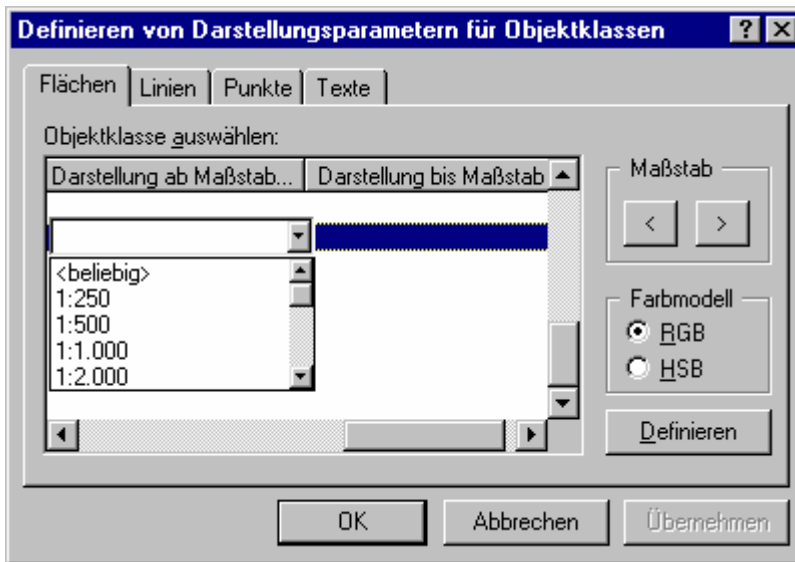 Definieren von Darstellungsparametern für Objektklassen
Flächen Linien Punkte Texte
Objektklasse auswählen:
Darstellung ab Maßstab... Darstellung bis Maßstab
<beliebig>
1:250
1:500
1:1.000
1:2.000
Maßstab
< >
Farbmodell
RGB
HSB
Definieren
OK Abbrechen Übernehmen